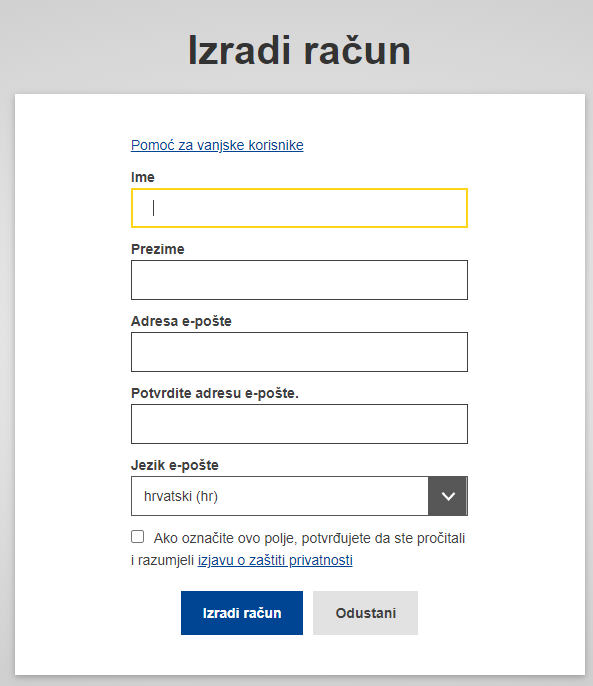 Izradi račun
Pomoć za vanjske korisnike
Ime
Prezime
Adresa e-pošte
Potvrdite adresu e-pošte.
Jezik e-pošte
hrvatski (hr)
Ako označite ovo polje, potvrđujete da ste pročitali
i razumjeli izjavu o zaštiti privatnosti
Izradi račun
Odustani